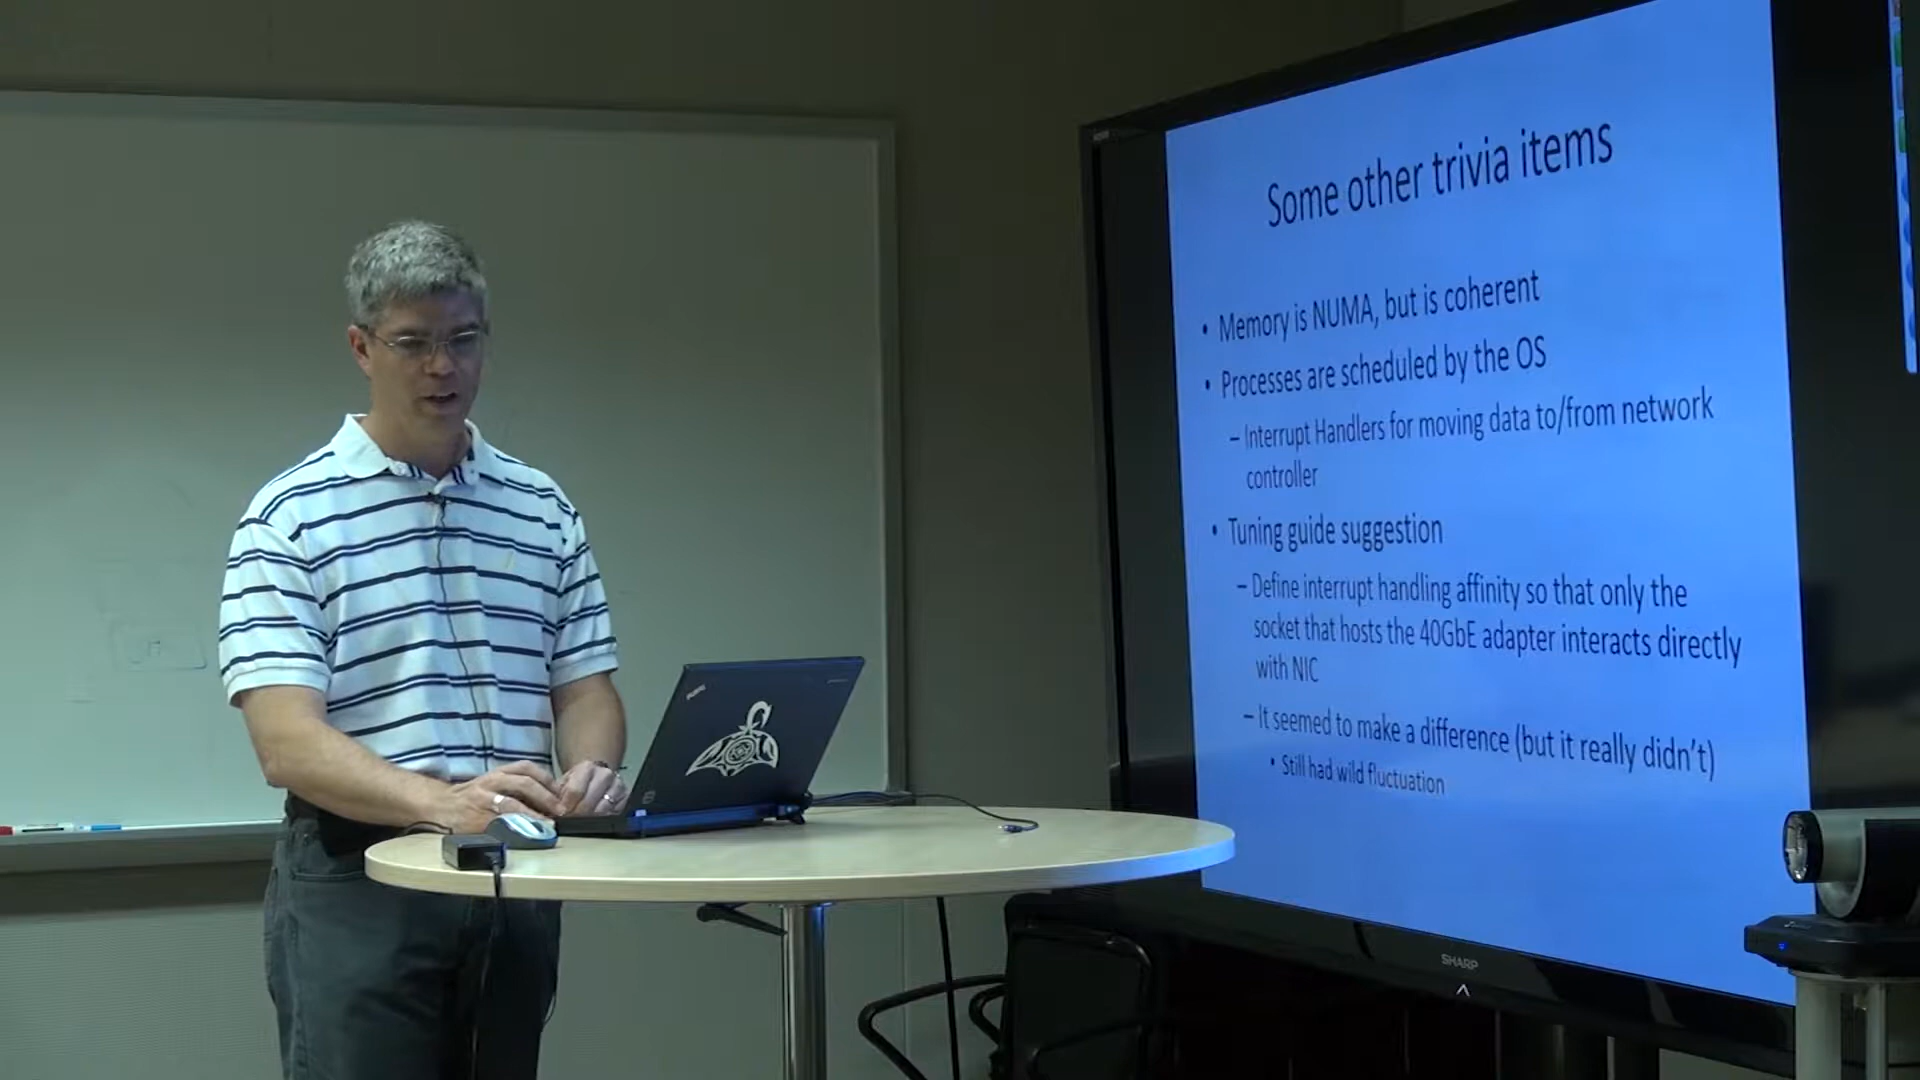 Some other trivia items
• Memory is NUMA, but is coherent
• Processes are scheduled by the OS
– Interrupt Handlers for moving data to/from network
controller
• Tuning guide suggestion
– Define interrupt handling affinity so that only the
socket that hosts the 40GbE adapter interacts directly
with NIC
– It seemed to make a difference (but it really didn't)
• Still had wild fluctuation
SHARP